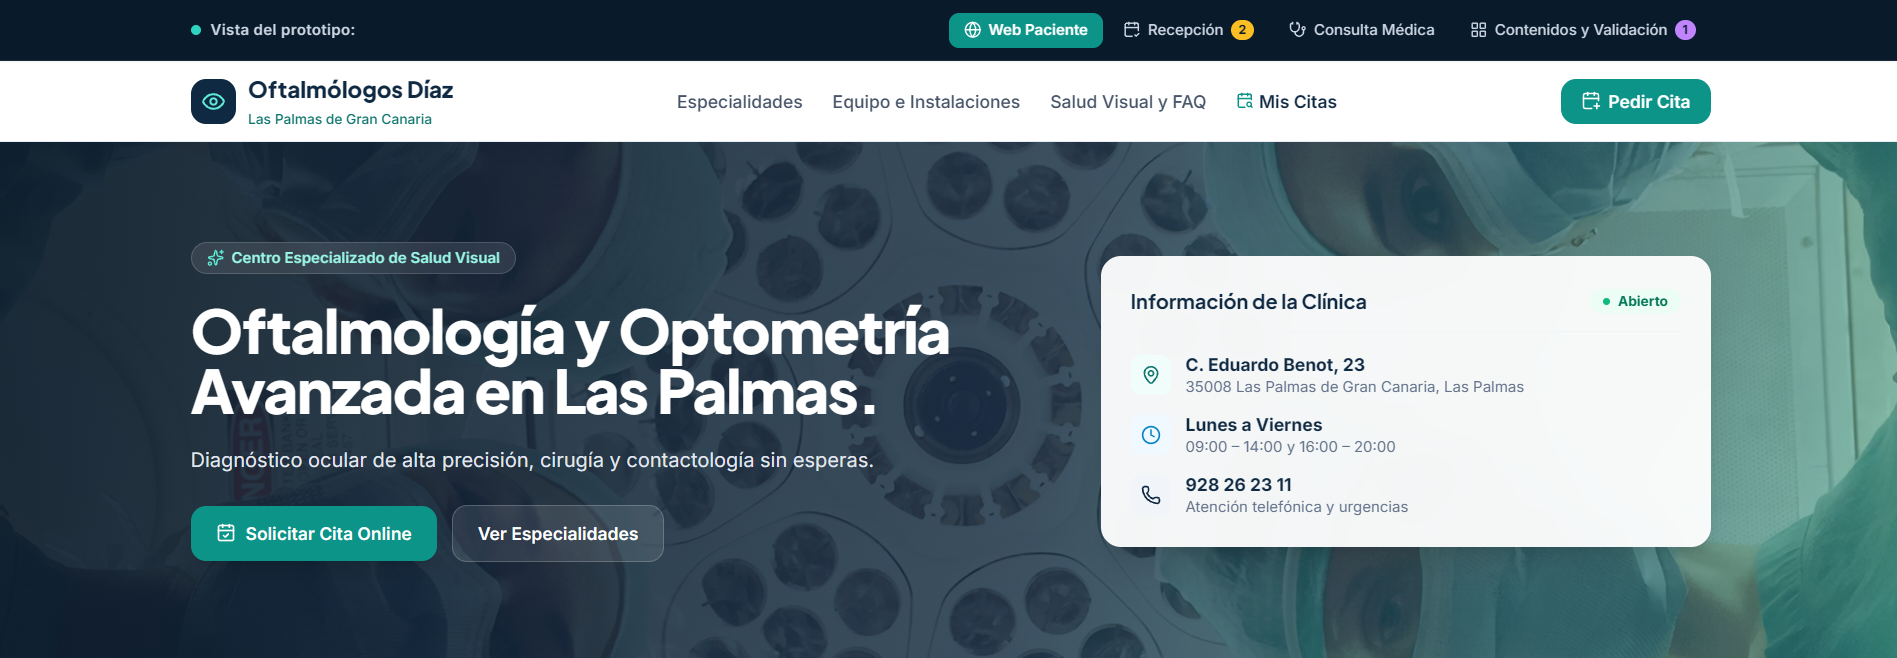 Vista del prototipo:
Web Paciente
Recepción 2
Consulta Médica
Contenidos y Validación 1
Oftalmólogos Díaz
Las Palmas de Gran Canaria
Especialidades
Equipo e Instalaciones
Salud Visual y FAQ
Mis Citas
Pedir Cita
Centro Especializado de Salud Visual
Oftalmología y Optometría
Avanzada en Las Palmas.
Diagnóstico ocular de alta precisión, cirugía y contactología sin esperas.
Solicitar Cita Online
Ver Especialidades
Información de la Clínica
Abierto
C. Eduardo Benot, 23
35008 Las Palmas de Gran Canaria, Las Palmas
Lunes a Viernes
09:00 – 14:00 y 16:00 – 20:00
928 26 23 11
Atención telefónica y urgencias